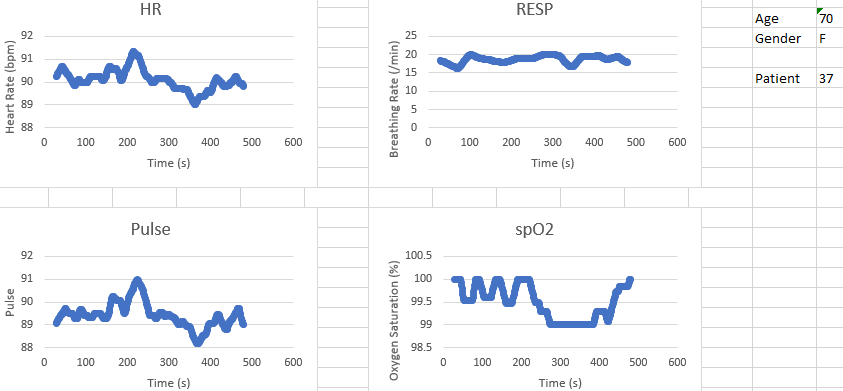 HR
92
91
90
89
88
Heart Rate (bpm)
0 100 200 300 400 500 600
Time (s)
RESP
25
20
15
10
5
0
Breathing Rate (/min)
0 100 200 300 400 500 600
Time (s)
Age 70
Gender F
Patient 37
Pulse
92
91
90
89
88
Pulse
0 100 200 300 400 500 600
Time (s)
spO2
100.5
100
99.5
99
98.5
Oxygen Saturation (%)
0 100 200 300 400 500 600
Time (s)